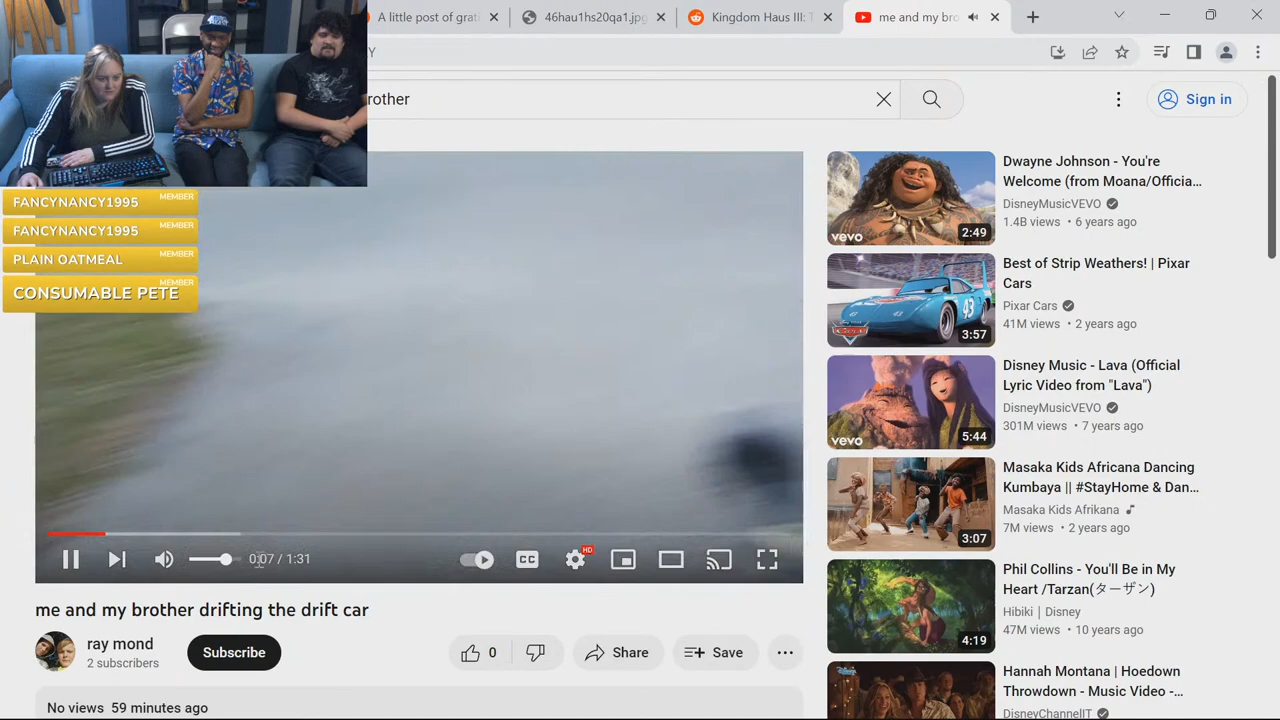 A little post of grati
46hau1hs20qa1.jpg
Kingdom Haus III T
me and my bro
rother
Sign in
FANCYNANCY1995
MEMBER
FANCYNANCY1995
MEMBER
PLAIN OATMEAL
MEMBER
CONSUMABLE PETE
MEMBER
0:07 / 1:31
CC
HD
me and my brother drifting the drift car
ray mond
2 subscribers
Subscribe
0
Share
Save
No views 59 minutes ago
vevo
2:49
Dwayne Johnson - You're
Welcome (from Moana/Officia...
DisneyMusicVEVO
1.4B views • 6 years ago
43
3:57
Best of Strip Weathers! | Pixar
Cars
Pixar Cars
41M views • 2 years ago
vevo
5:44
Disney Music - Lava (Official
Lyric Video from "Lava")
DisneyMusicVEVO
301M views • 7 years ago
3:07
Masaka Kids Africana Dancing
Kumbaya || #StayHome & Dan...
Masaka Kids Afrikana
7M views • 2 years ago
4:19
Phil Collins - You'll Be in My
Heart /Tarzan(ターザン)
Hibiki | Disney
47M views • 10 years ago
Hannah Montana | Hoedown
Throwdown - Music Video -...
DisneyChannelIT